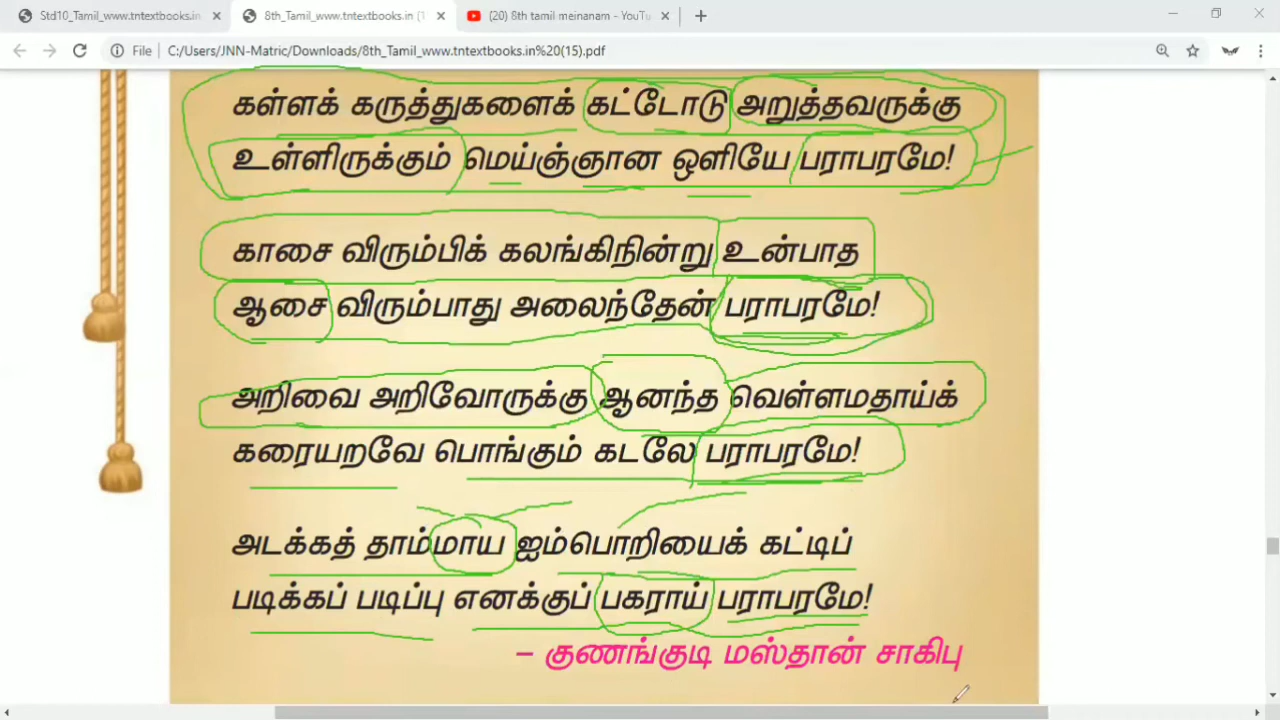 Std10_Tamil_www.tntextbooks.in
8th_Tamil_www.tntextbooks.in (1
(20) 8th tamil meinanam - YouTu
File C:/Users/JNN-Matric/Downloads/8th_Tamil_www.tntextbooks.in%20(15).pdf
கள்ளக் கருத்துகளைக் கட்டோடு அறுத்தவருக்கு
உள்ளிருக்கும் மெய்ஞ்ஞான ஒளியே பராபரமே!
காசை விரும்பிக் கலங்கிநின்று உன்பாத
ஆசை விரும்பாது அலைந்தேன் பராபரமே!
அறிவை அறிவோருக்கு ஆனந்த வெள்ளமதாய்க்
கரையறவே பொங்கும் கடலே பராபரமே!
அடக்கத் தாம்மாய ஐம்பொறியைக் கட்டிப்
படிக்கப் படிப்பு எனக்குப் பகராய் பராபரமே!
– குணங்குடி மஸ்தான் சாகிபு